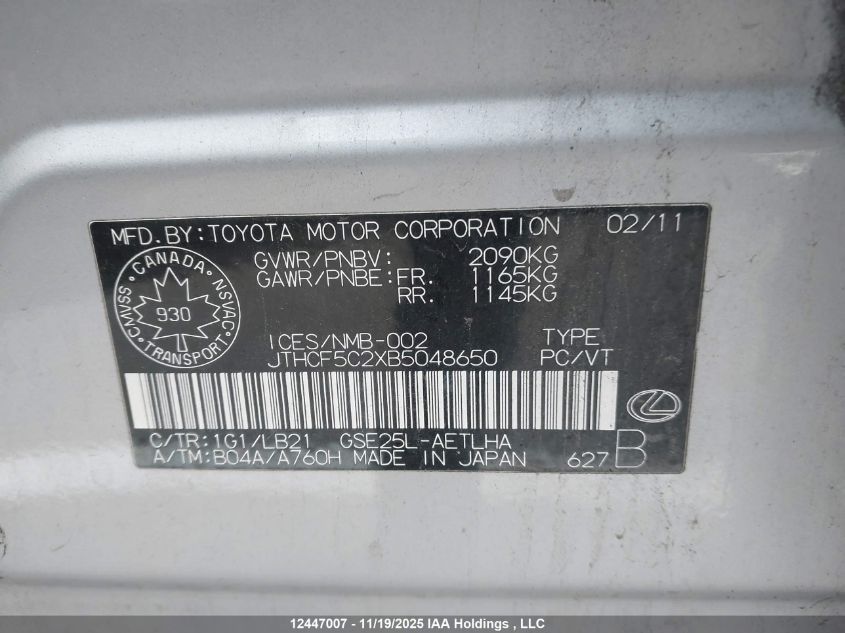 MFD.BY:TOYOTA MOTOR CORPORATION 02/11
GVWR/PNBV: 2090KG
GAWR/PNBE:FR. 1165KG
RR. 1145KG
CANADA
CMVSS 930 NSVAC
TRANSPORT
ICES/NMB-002 TYPE
JTHCF5C2XB5048650 PC/VT
C/TR:1G1/LB21 GSE25L-AETLHA
A/TM:B04A/A760H MADE IN JAPAN 627 B
12447007 - 11/19/2025 IAA Holdings , LLC